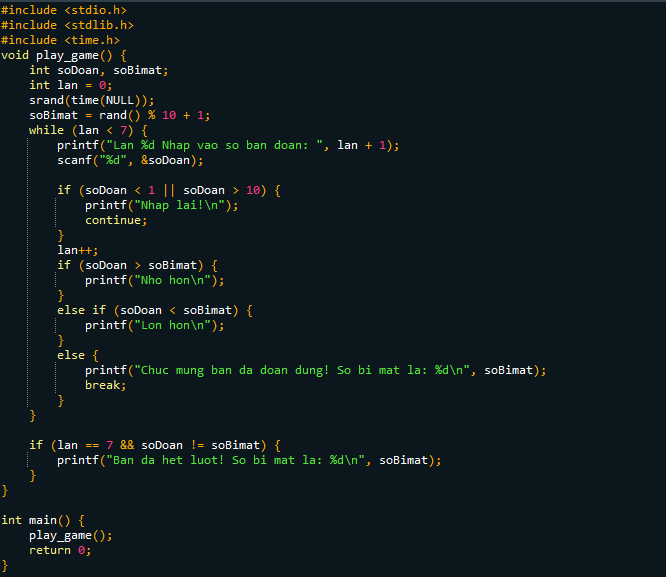 #include <stdio.h>
#include <stdlib.h>
#include <time.h>
void play_game() {
    int soDoan, soBimat;
    int lan = 0;
    srand(time(NULL));
    soBimat = rand() % 10 + 1;
    while (lan < 7) {
        printf("Lan %d Nhap vao so ban doan: ", lan + 1);
        scanf("%d", &soDoan);

        if (soDoan < 1 || soDoan > 10) {
            printf("Nhap lai!\n");
            continue;
        }
        lan++;
        if (soDoan > soBimat) {
            printf("Nho hon\n");
        }
        else if (soDoan < soBimat) {
            printf("Lon hon\n");
        }
        else {
            printf("Chuc mung ban da doan dung! So bi mat la: %d\n", soBimat);
            break;
        }
    }

    if (lan == 7 && soDoan != soBimat) {
        printf("Ban da het luot! So bi mat la: %d\n", soBimat);
    }
}

int main() {
    play_game();
    return 0;
}